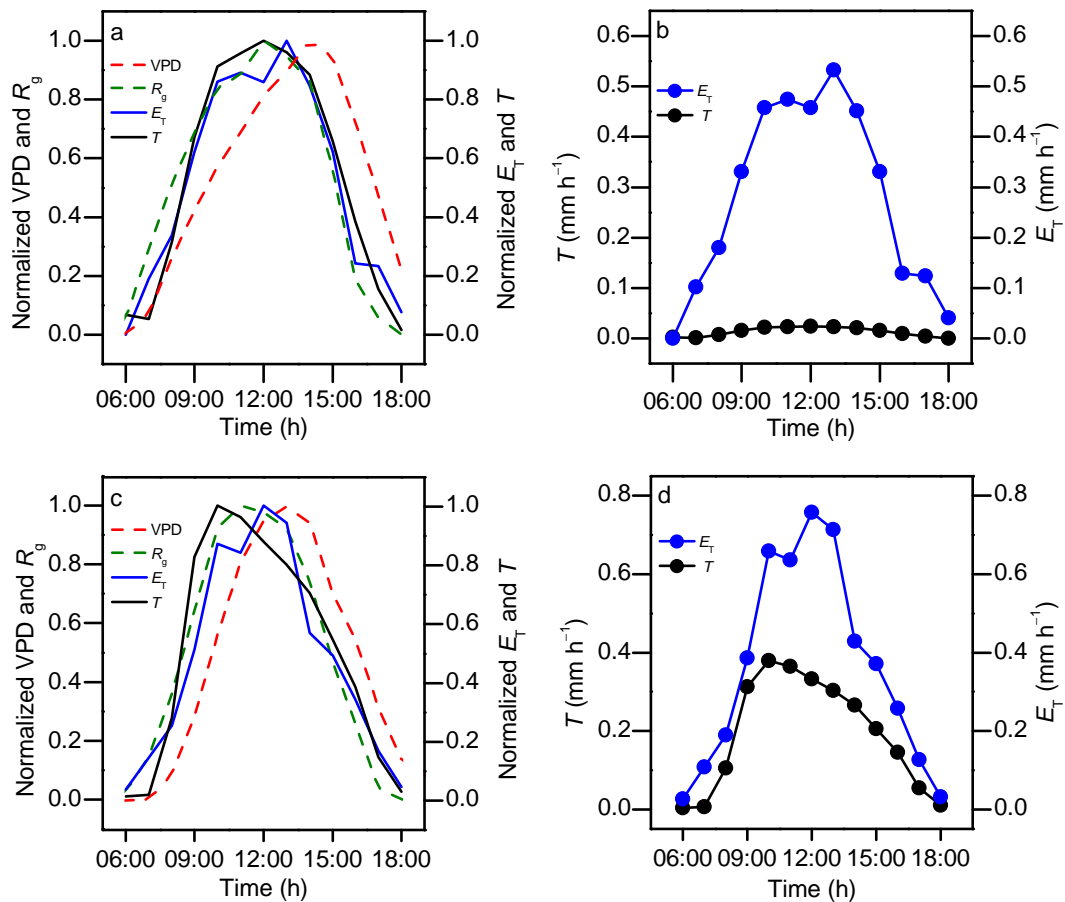 a
1.0
0.8
0.6
0.4
0.2
0.0
Normalized VPD and Rg
VPD
Rg
ET
T
1.0
0.8
0.6
0.4
0.2
0.0
Normalized ET and T
06:00 09:00 12:00 15:00 18:00
Time (h)
b
0.6
0.5
0.4
0.3
0.2
0.1
0.0
T (mm h⁻¹)
ET
T
0.6
0.5
0.4
0.3
0.2
0.1
0.0
ET (mm h⁻¹)
06:00 09:00 12:00 15:00 18:00
Time (h)
c
1.0
0.8
0.6
0.4
0.2
0.0
Normalized VPD and Rg
VPD
Rg
ET
T
1.0
0.8
0.6
0.4
0.2
0.0
Normalized ET and T
06:00 09:00 12:00 15:00 18:00
Time (h)
d
0.8
0.6
0.4
0.2
0.0
T (mm h⁻¹)
ET
T
0.8
0.6
0.4
0.2
0.0
ET (mm h⁻¹)
06:00 09:00 12:00 15:00 18:00
Time (h)